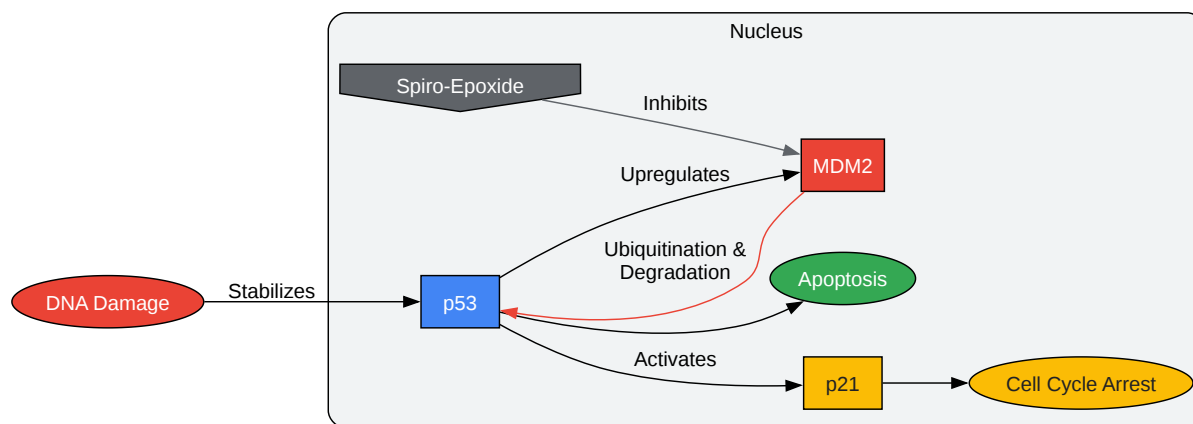 Nucleus
Spiro-Epoxide
Inhibits
MDM2
Upregulates
Ubiquitination &
Degradation
Apoptosis
DNA Damage
Stabilizes
p53
Activates
p21
Cell Cycle Arrest